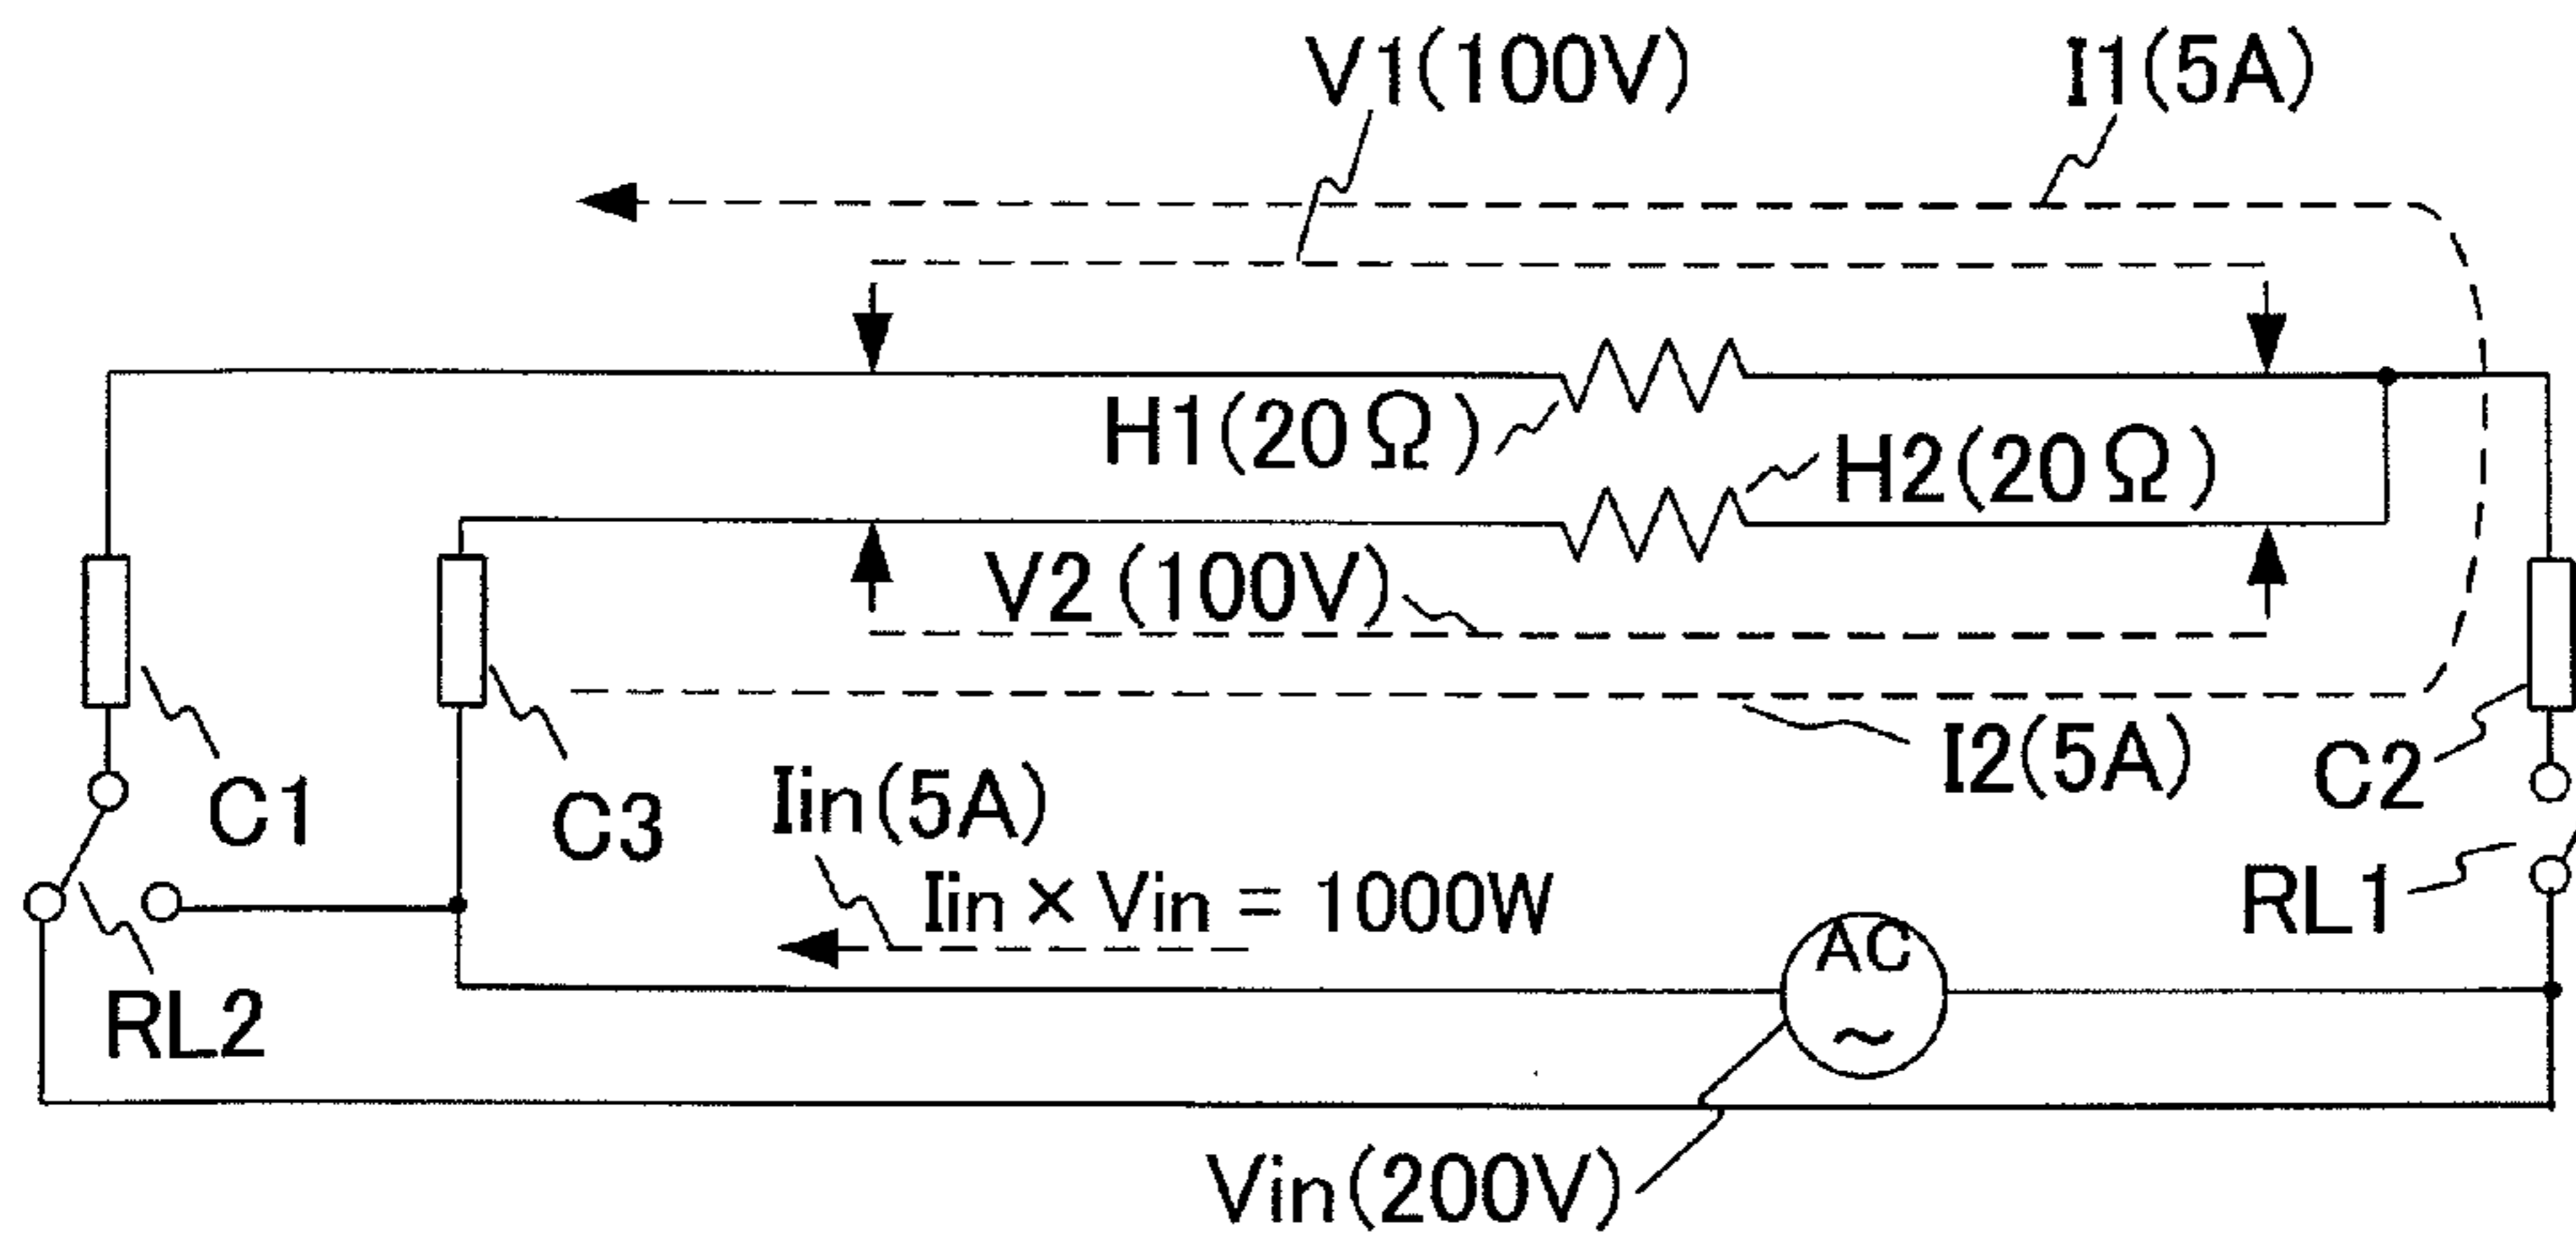 V1(100V)
I1(5A)
H1(20Ω)
H2(20Ω)
V2(100V)
I2(5A)
C1
C3
C2
Iin(5A)
Iin × Vin = 1000W
RL1
AC
~
RL2
Vin(200V)